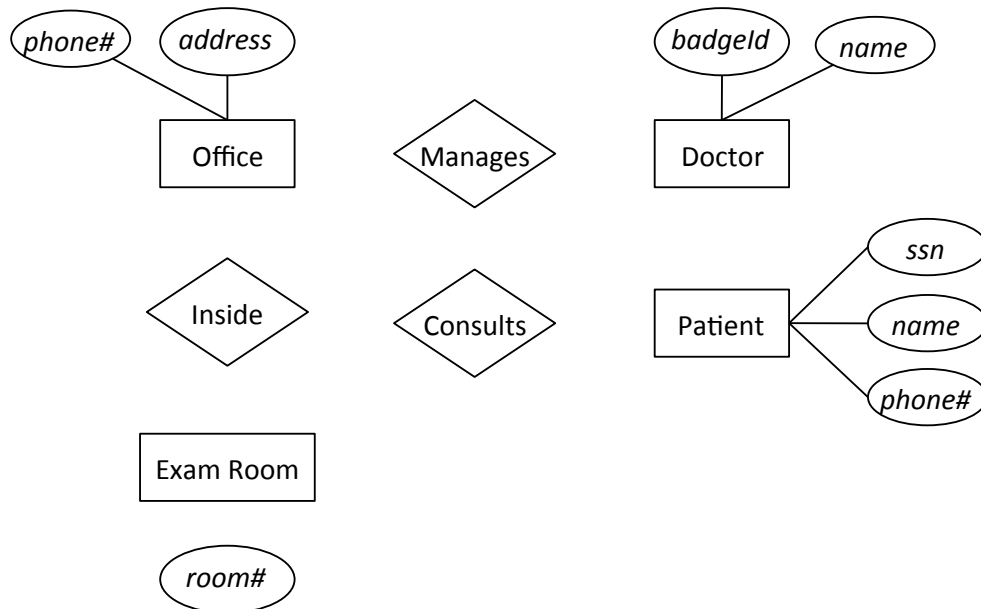 phone#
address
badgeId
name
Office
Manages
Doctor
ssn
Inside
Consults
Patient
name
phone#
Exam Room
room#